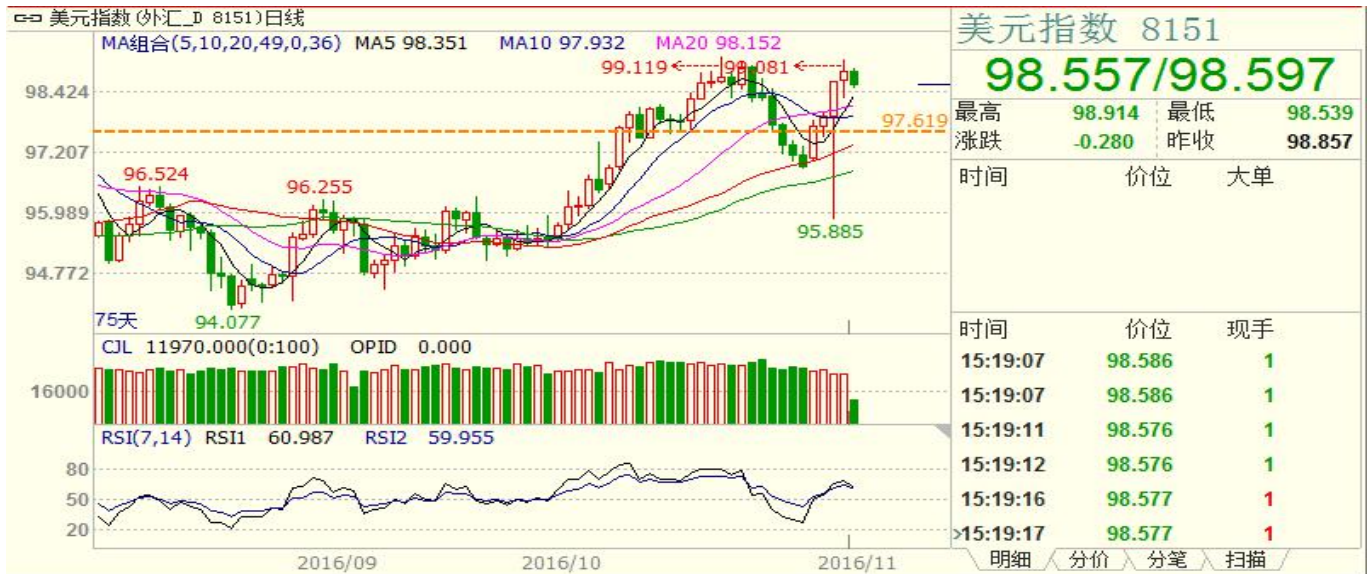 美元指数(外汇_D 8151)日线
MA组合(5,10,20,49,0,36) MA5 98.351 MA10 97.932 MA20 98.152
99.119 99.081
98.424
97.619
97.207
96.524
96.255
95.989
95.885
94.772
75天 94.077
CJL 11970.000(0:100) OPID 0.000
16000
RSI(7,14) RSI1 60.987 RSI2 59.955
80
50
20
2016/09 2016/10 2016/11
美元指数 8151
98.557/98.597
最高 98.914 最低 98.539
涨跌 -0.280 昨收 98.857
时间 价位 大单
时间 价位 现手
15:19:07 98.586 1
15:19:07 98.586 1
15:19:11 98.576 1
15:19:12 98.576 1
15:19:16 98.577 1
>15:19:17 98.577 1
明细 分价 分笔 扫描